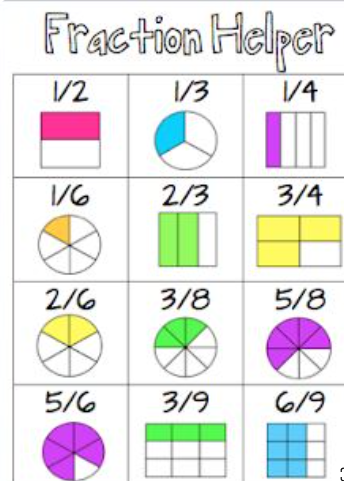 Fraction Helper
1/2 1/3 1/4
1/6 2/3 3/4
2/6 3/8 5/8
5/6 3/9 6/9